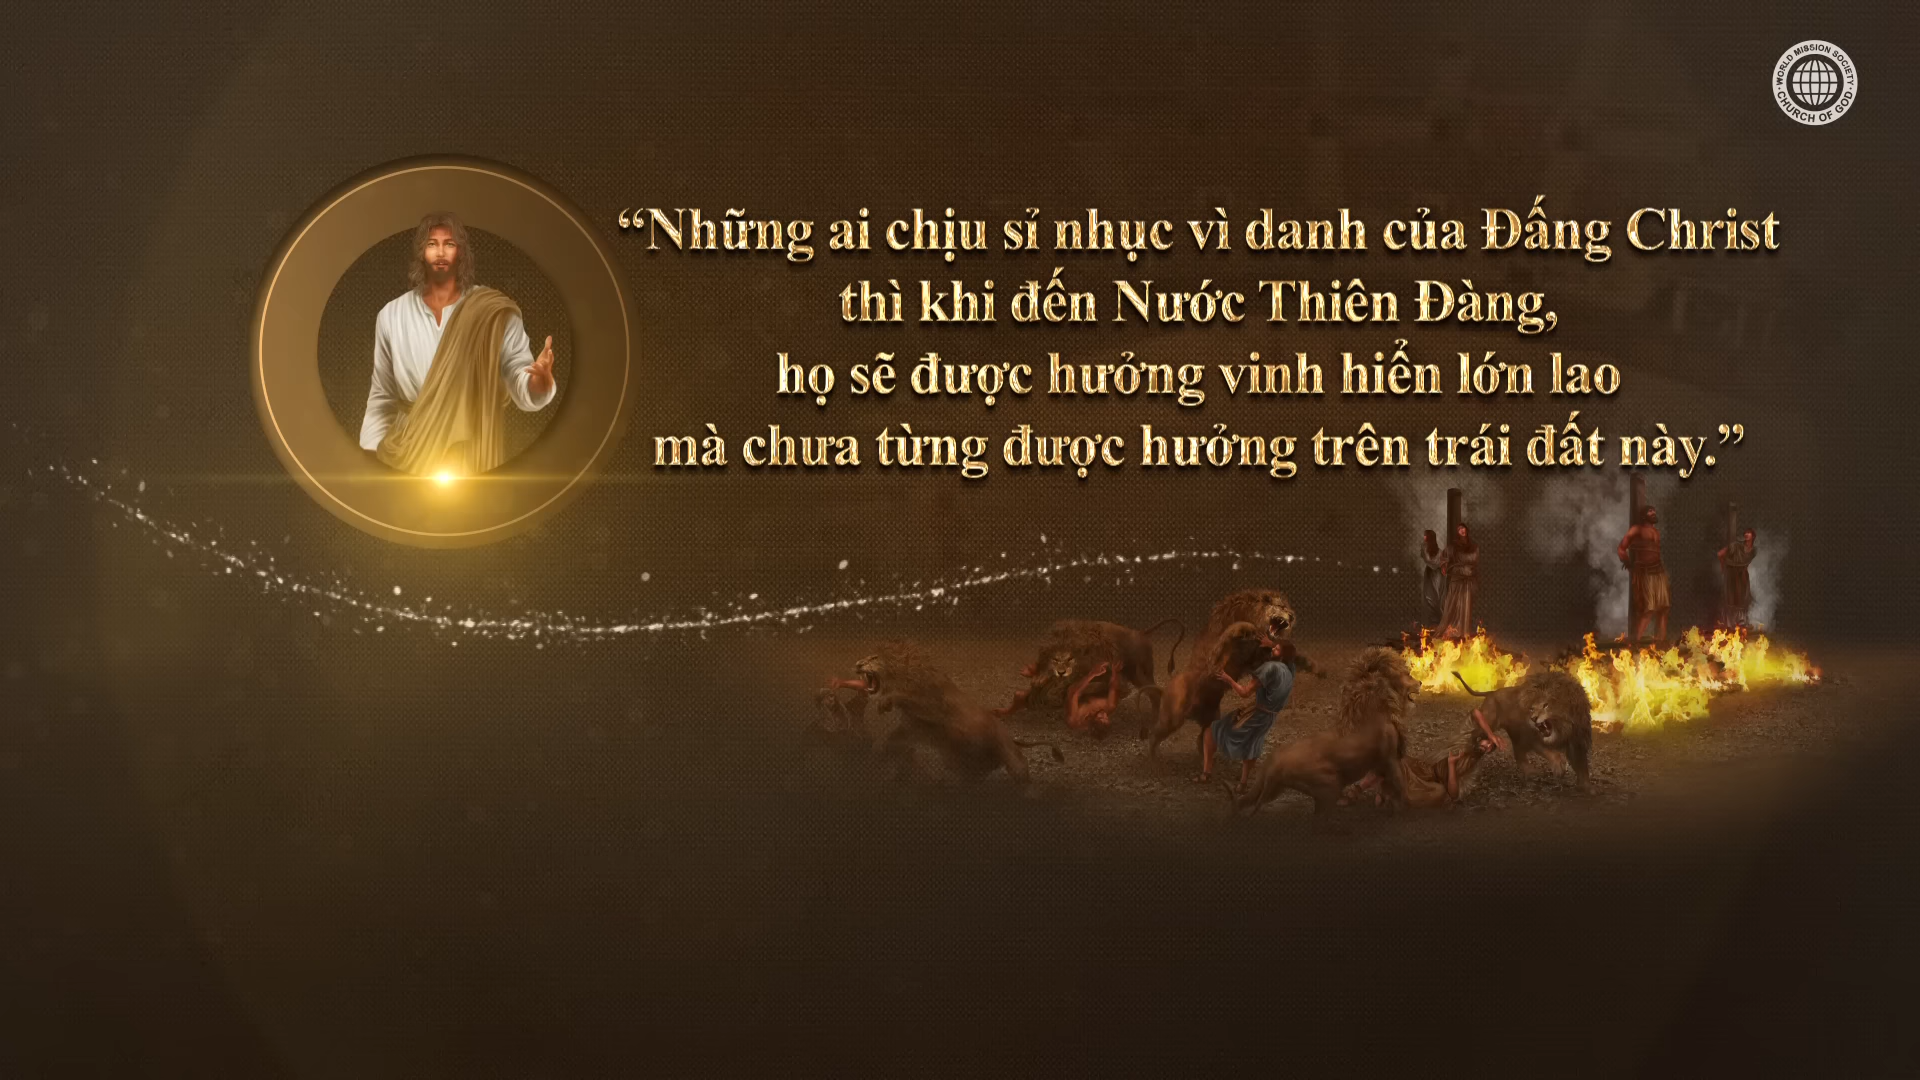 WORLD MISSION SOCIETY
CHURCH OF GOD
“Những ai chịu sỉ nhục vì danh của Đấng Christ
thì khi đến Nước Thiên Đàng,
họ sẽ được hưởng vinh hiển lớn lao
mà chưa từng được hưởng trên trái đất này.”